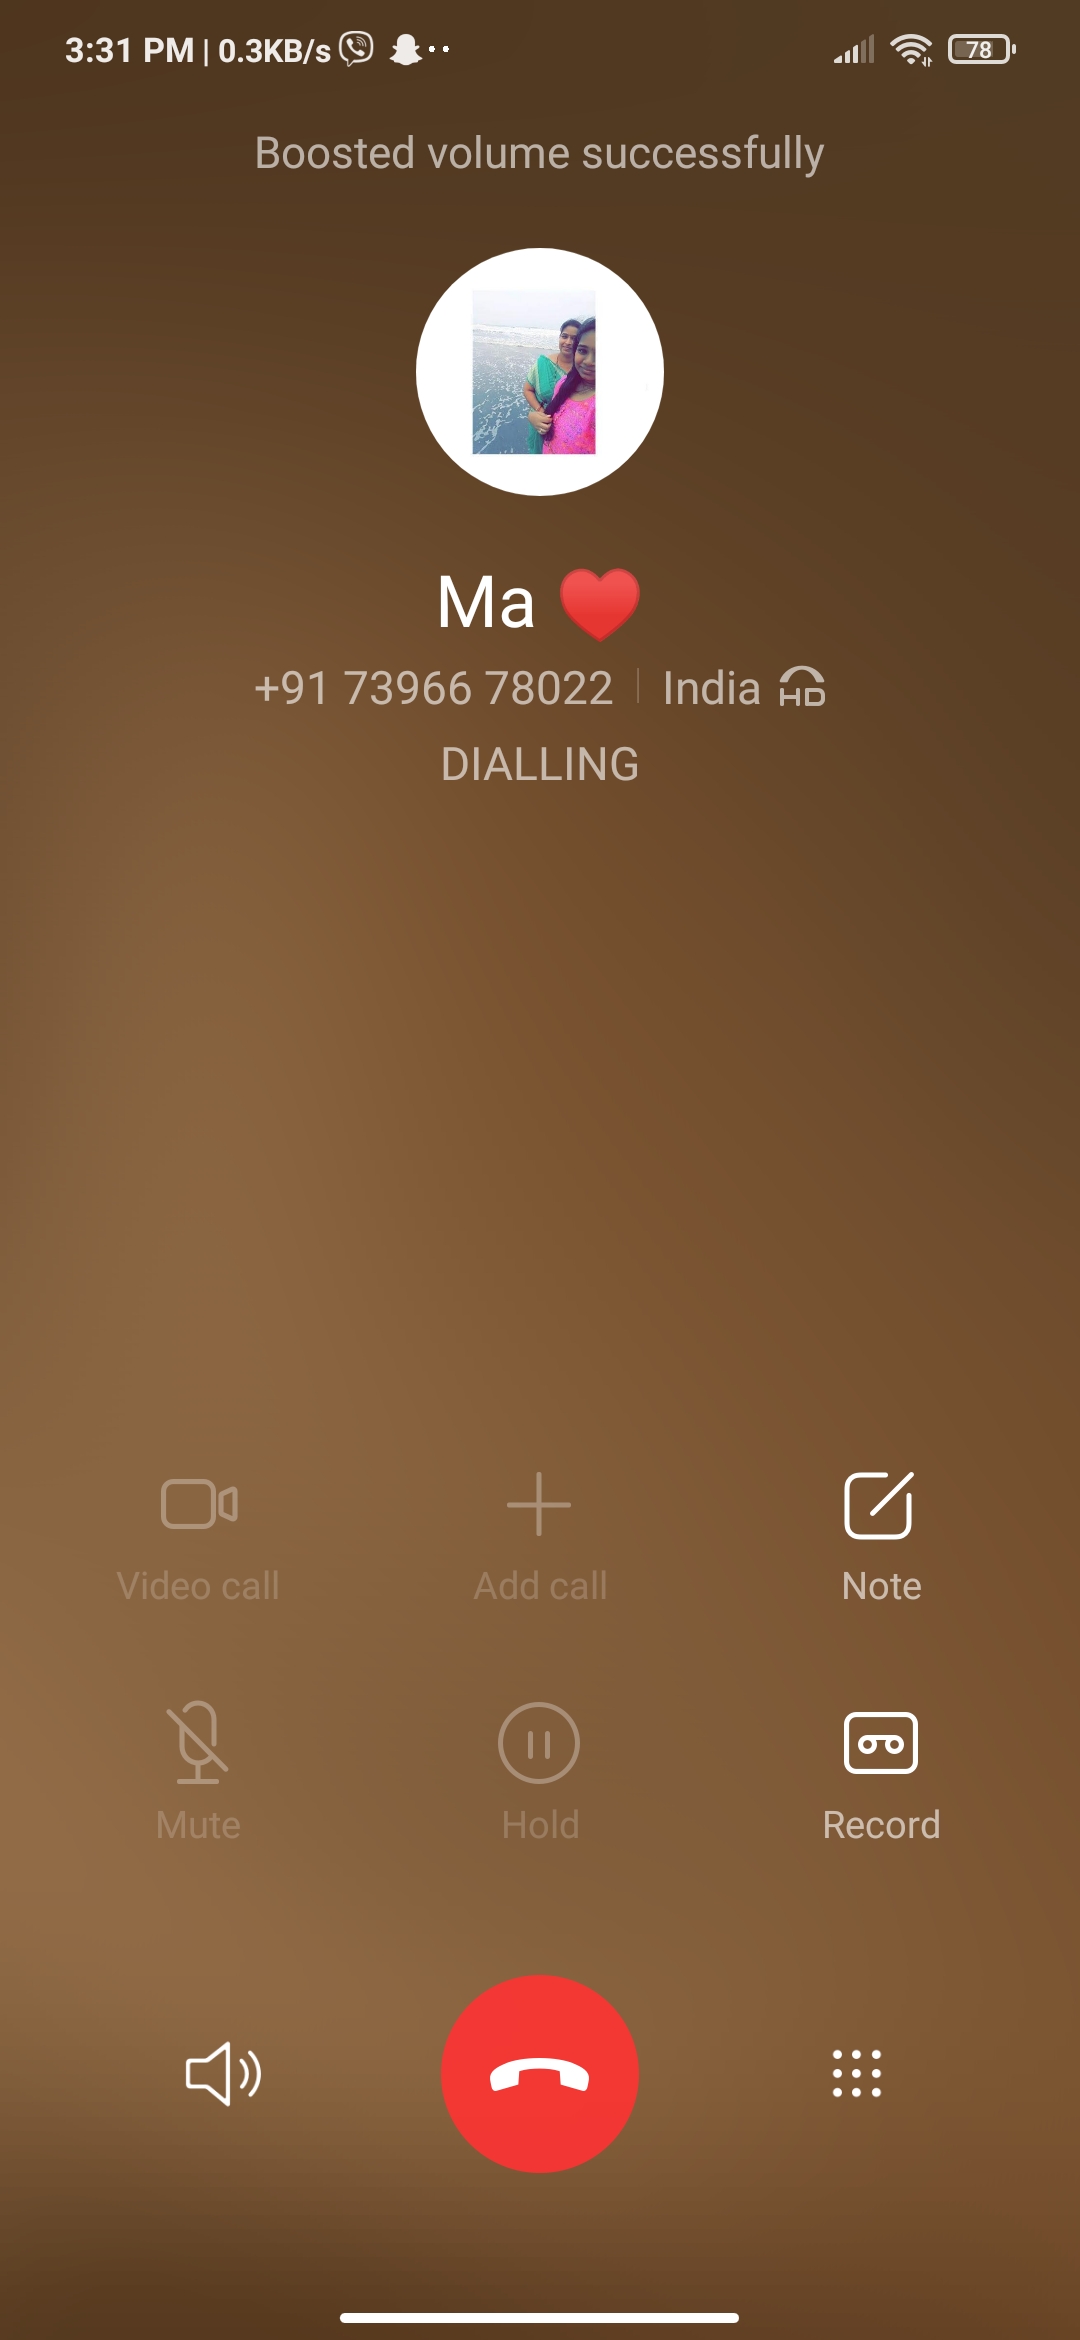 3:31 PM | 0.3KB/s 78
Boosted volume successfully
Ma ❤️
+91 73966 78022 | India HD
DIALLING
Video call Add call Note
Mute Hold Record